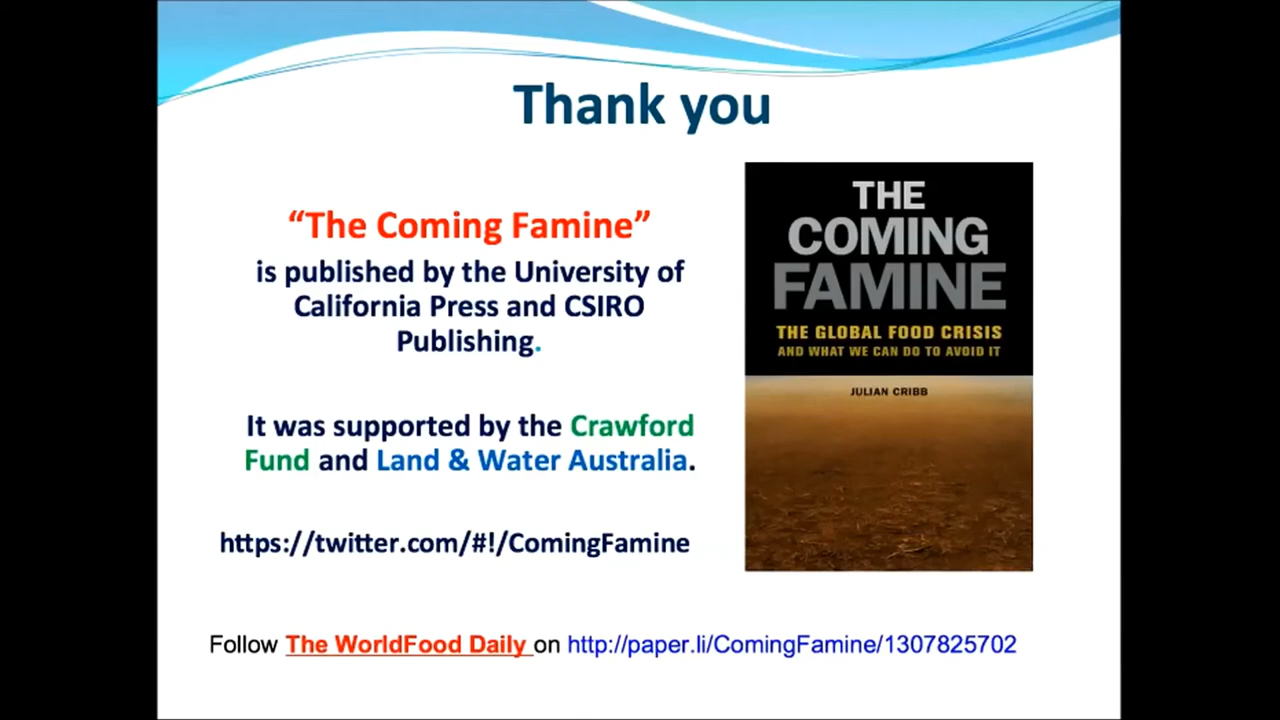 Thank you
“The Coming Famine”
is published by the University of
California Press and CSIRO
Publishing.
It was supported by the Crawford
Fund and Land & Water Australia.
https://twitter.com/#!/ComingFamine
THE
COMING
FAMINE
THE GLOBAL FOOD CRISIS
AND WHAT WE CAN DO TO AVOID IT
JULIAN CRIBB
Follow The WorldFood Daily on http://paper.li/ComingFamine/1307825702